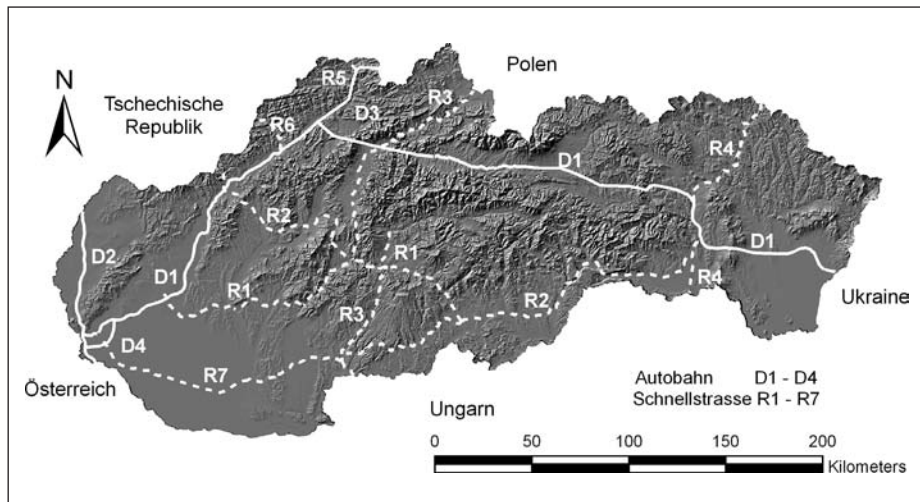 N
Polen
Tschechische
Republik
R5
R3
D3
R6
R4
D1
R2
D2
D1
R1
D1
R1
R4
R2
R3
D4
Ukraine
R7
Österreich
Autobahn D1 - D4
Schnellstrasse R1 - R7
Ungarn
0 50 100 150 200
Kilometers